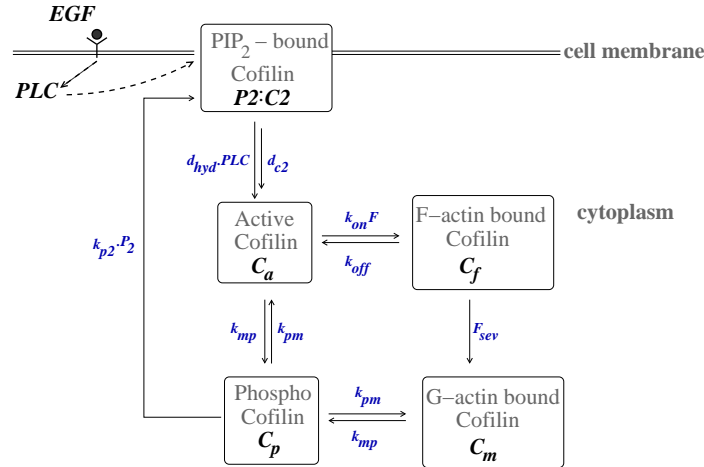 EGF
PIP2 – bound
Cofilin
P2:C2
cell membrane
PLC
dhyd.PLC
dc2
Active
Cofilin
Ca
konF
koff
F–actin bound
Cofilin
Cf
cytoplasm
kp2.P2
kmp
kpm
Fsev
Phospho
Cofilin
Cp
kpm
kmp
G–actin bound
Cofilin
Cm